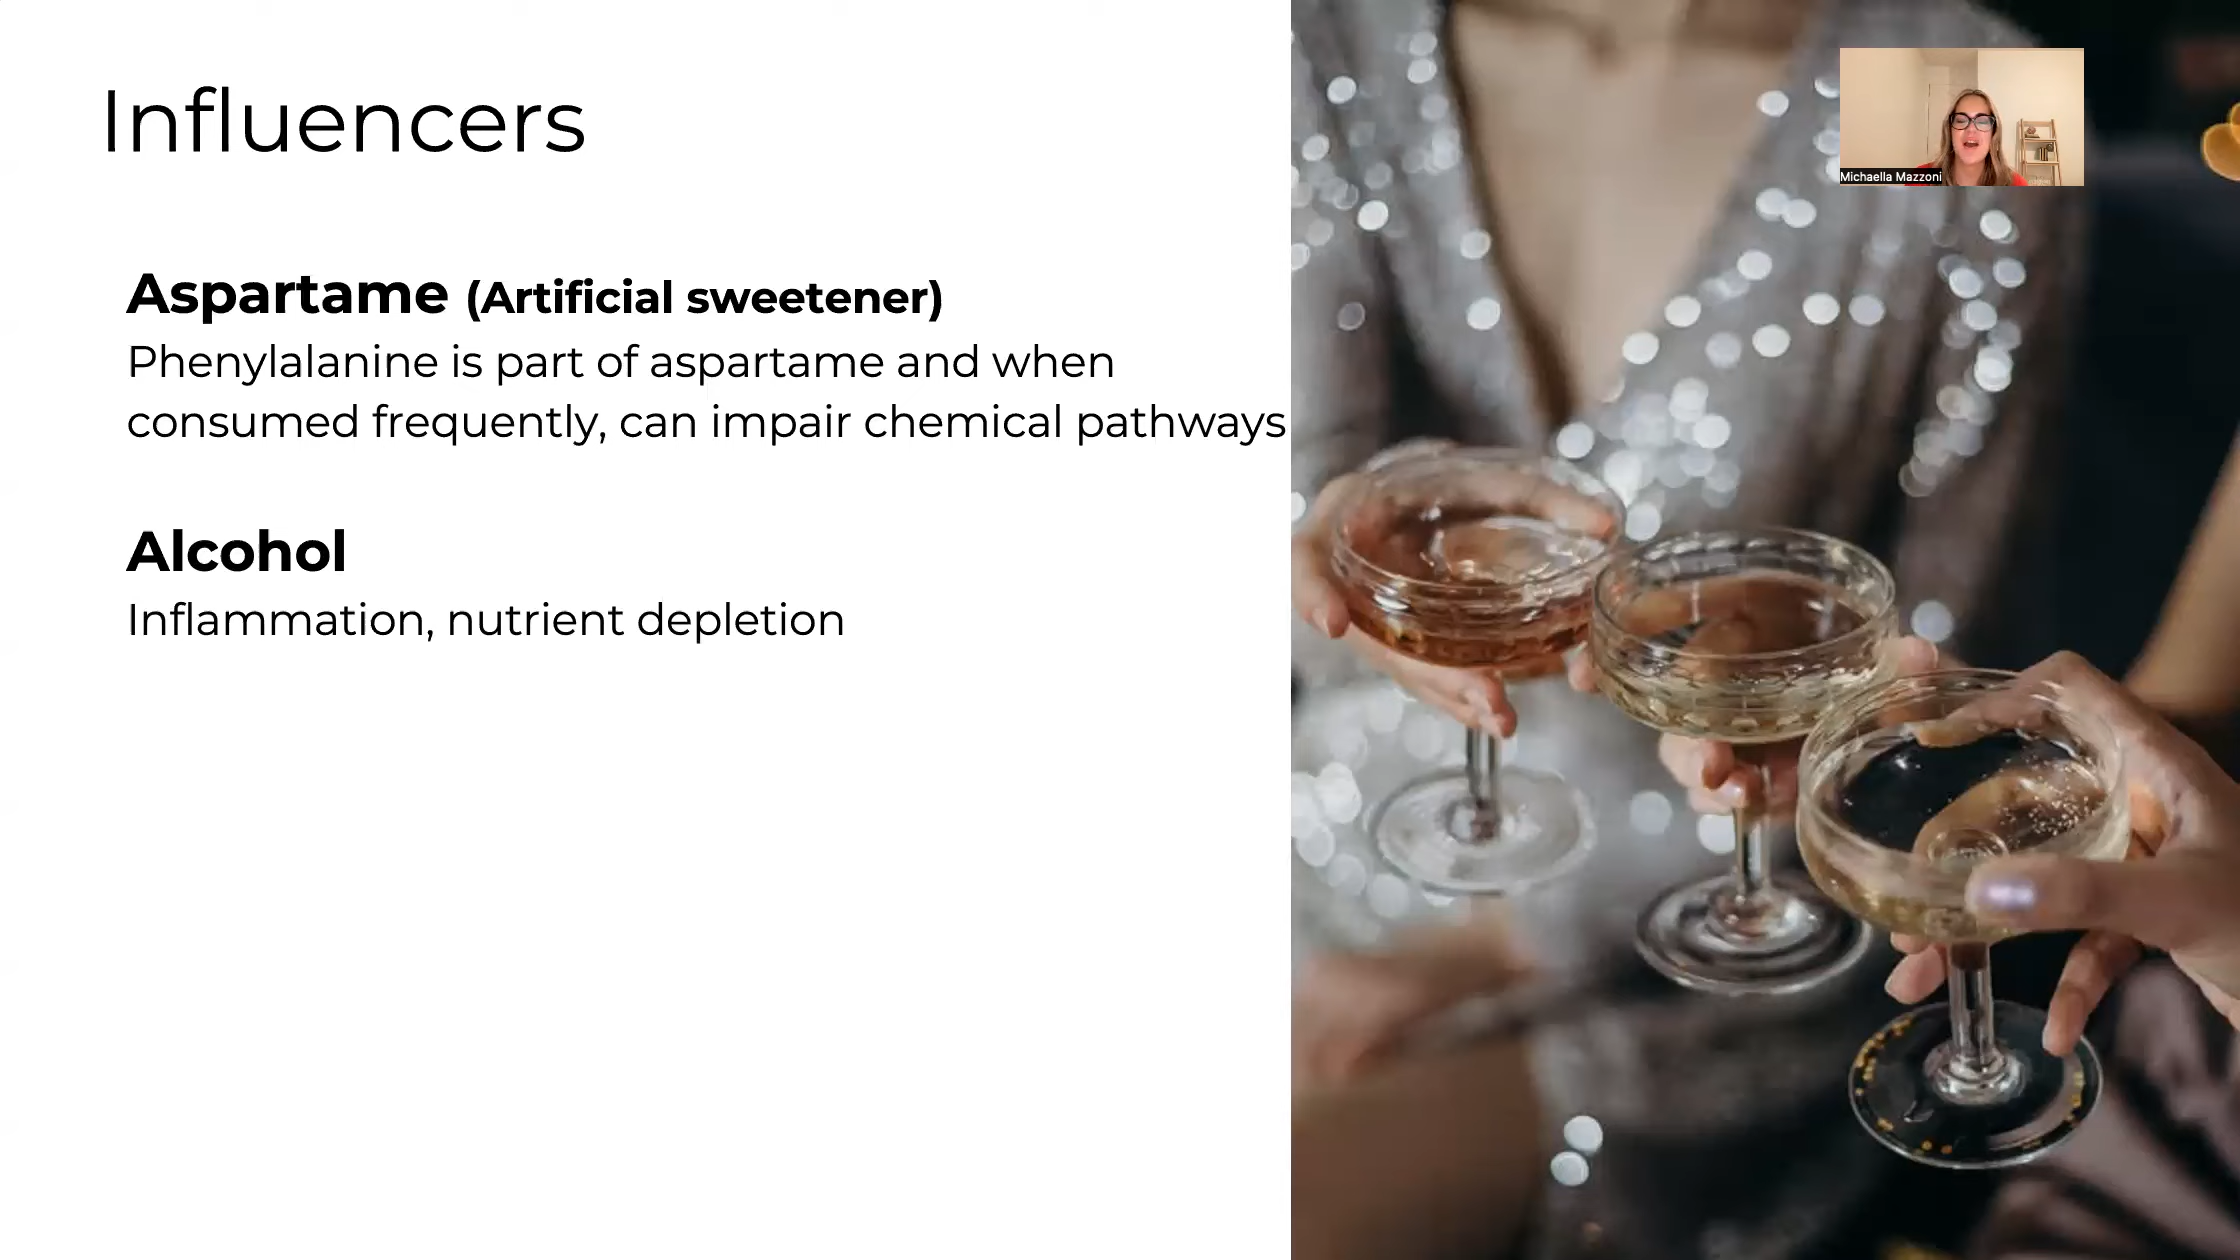 Influencers
Michaella Mazzoni
Aspartame (Artificial sweetener)
Phenylalanine is part of aspartame and when
consumed frequently, can impair chemical pathways
Alcohol
Inflammation, nutrient depletion